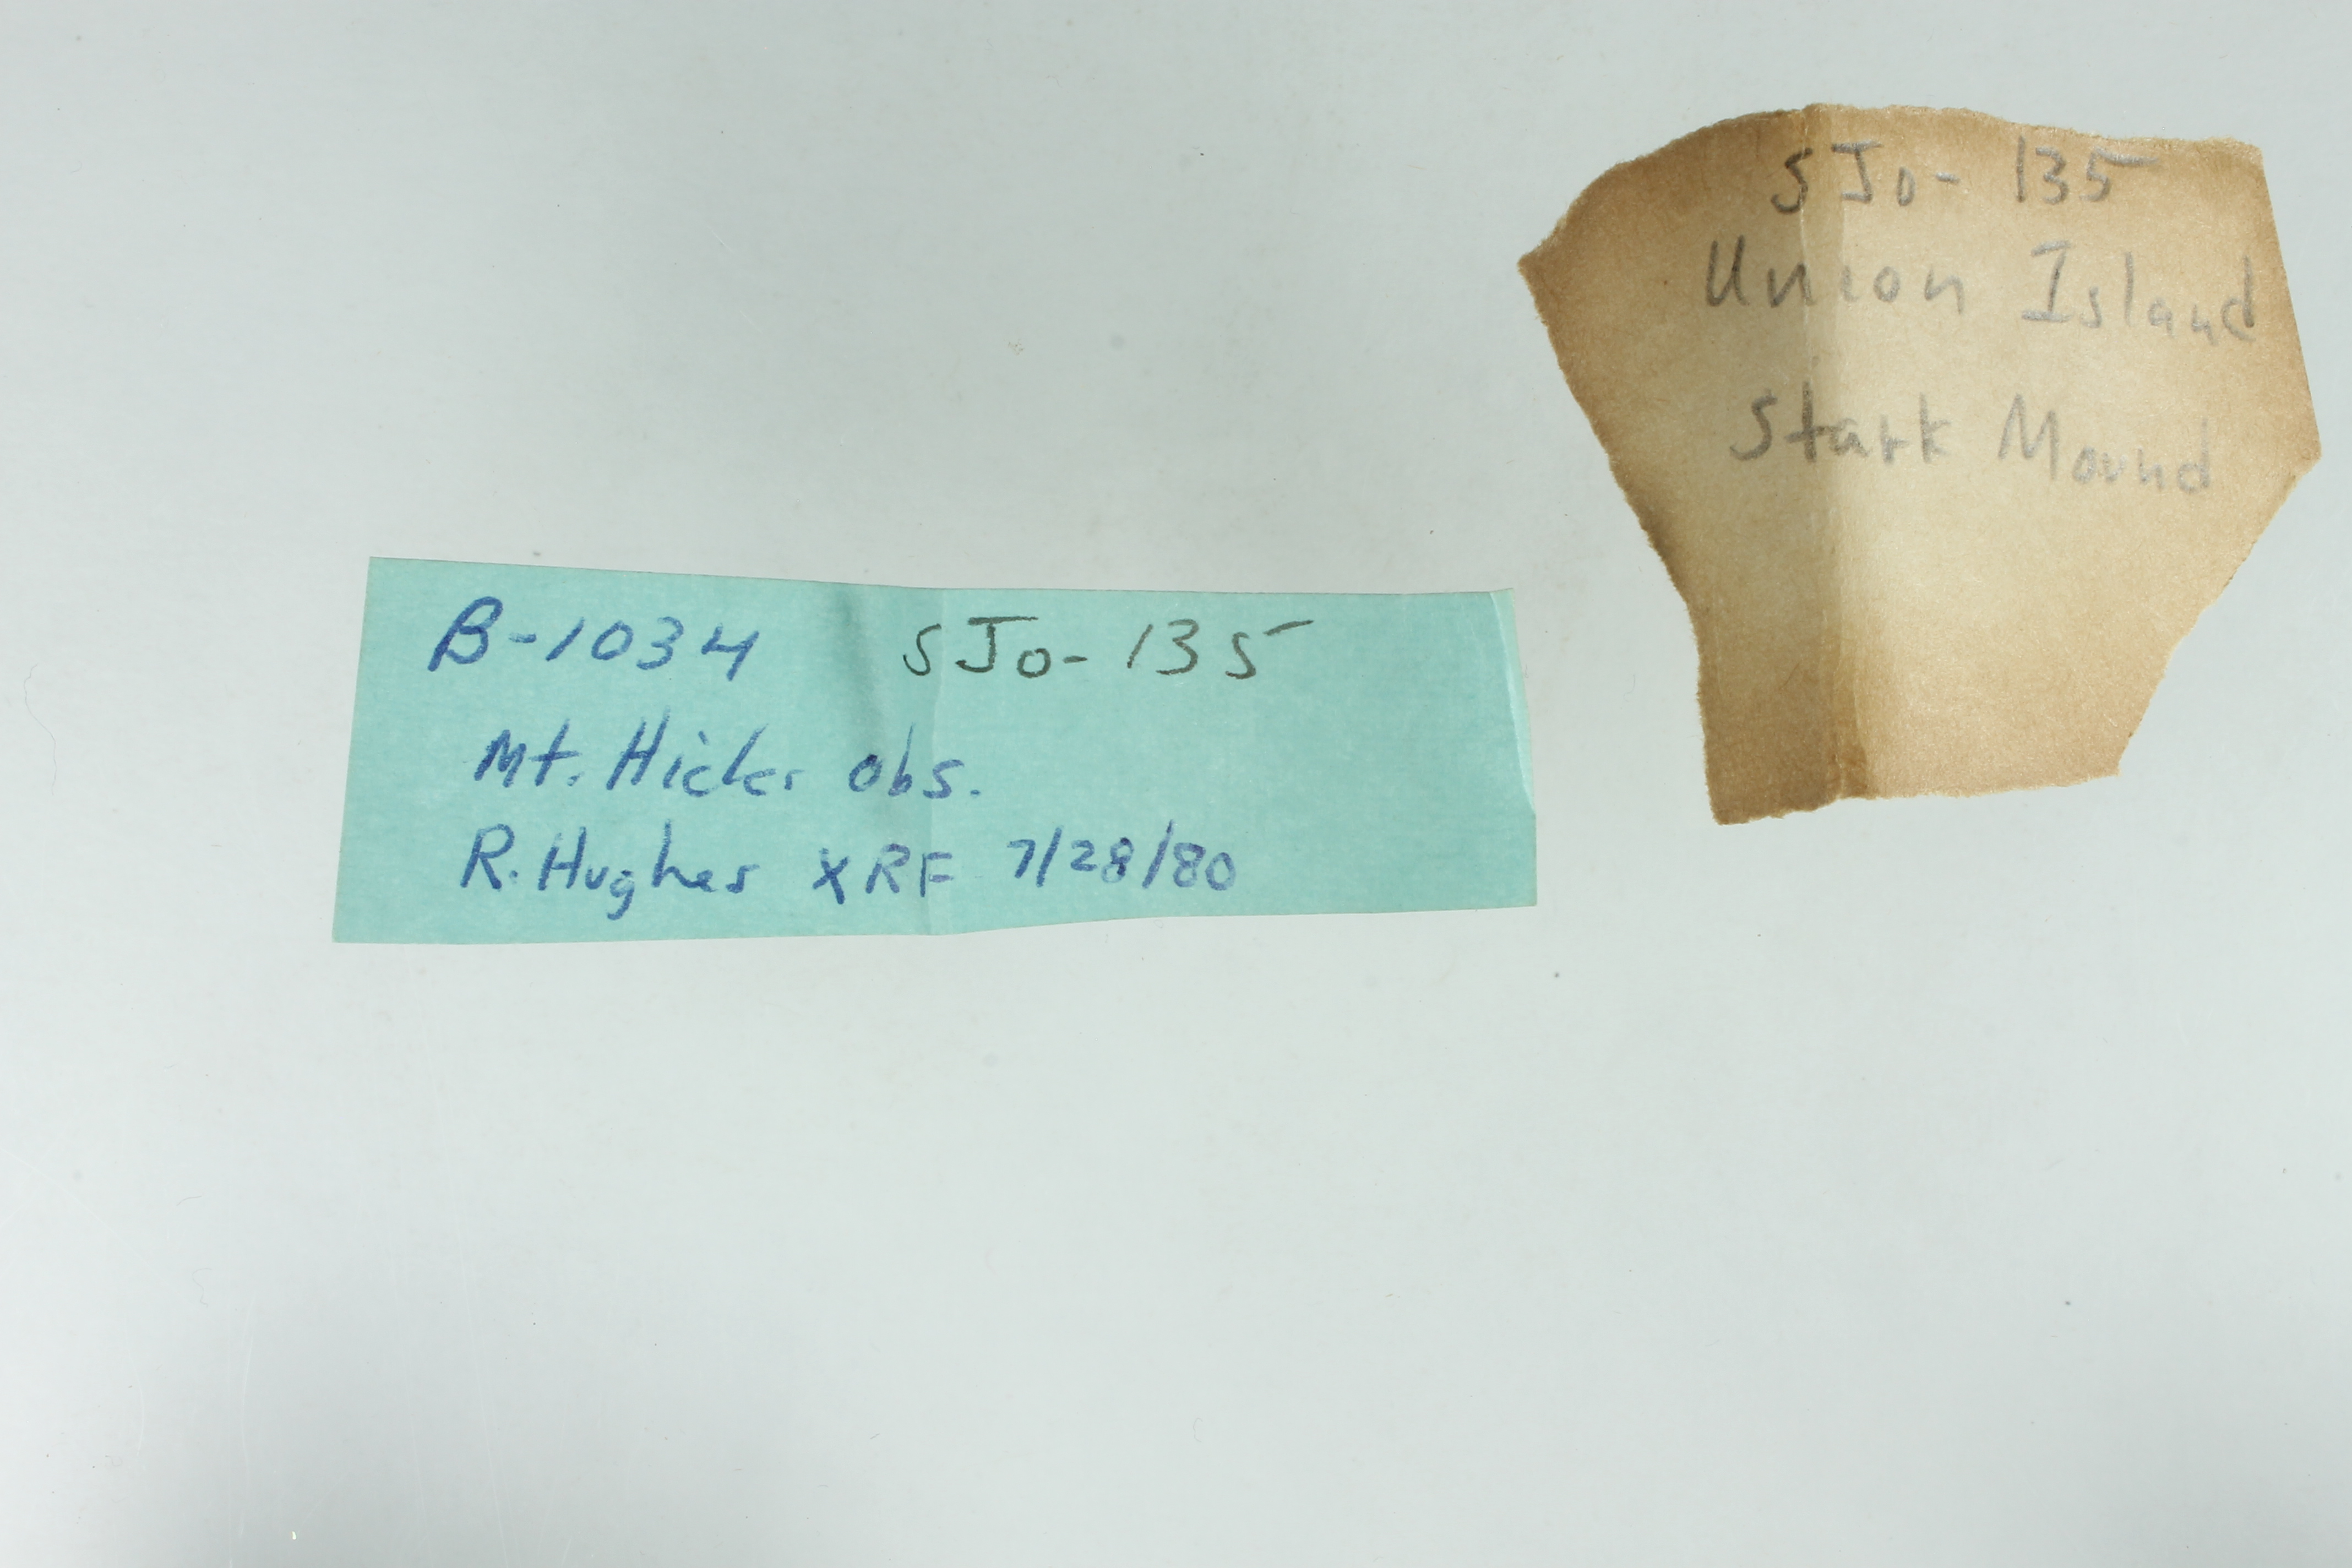 B-1034 SJo-135
Mt. Hicks obs.
R. Hughes XRF 7/28/80
SJo-135
Union Island
Stark Mound